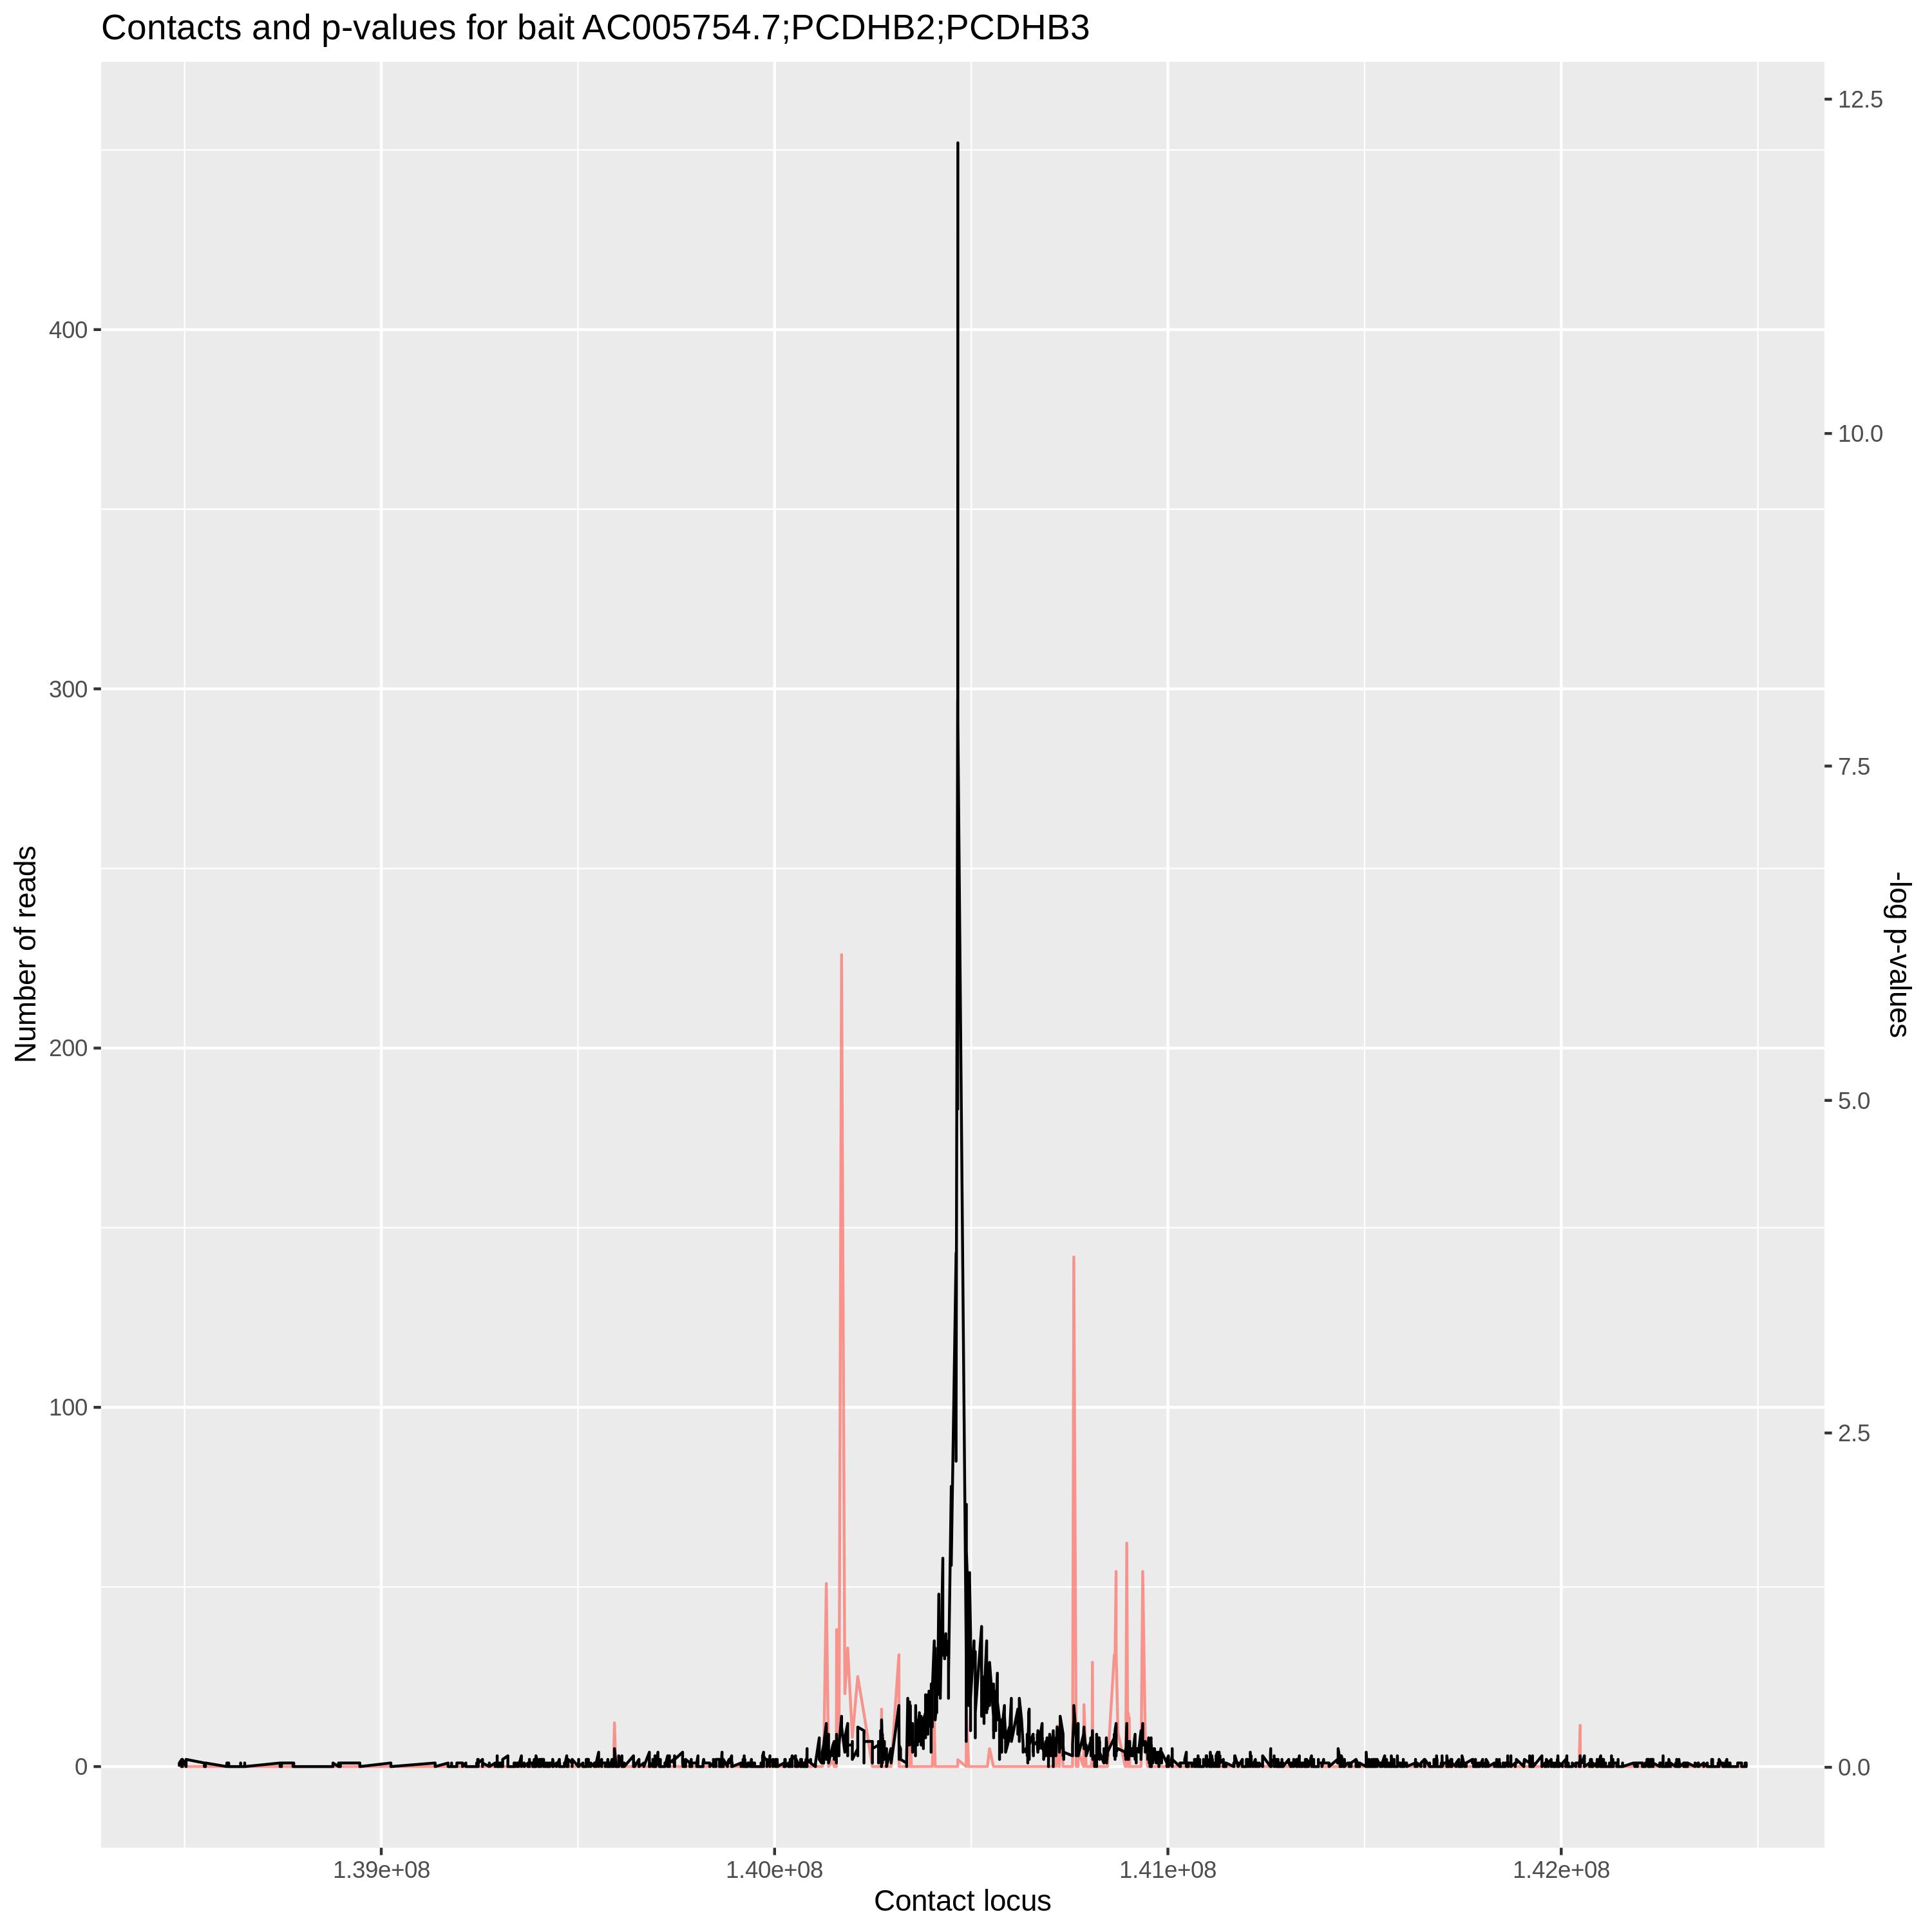 Contacts and p-values for bait AC005754.7;PCDHB2;PCDHB3
12.5
400
10.0
300
7.5
Number of reads
-log p-values
200
5.0
100
2.5
0
0.0
1.39e+08 1.40e+08 1.41e+08 1.42e+08
Contact locus